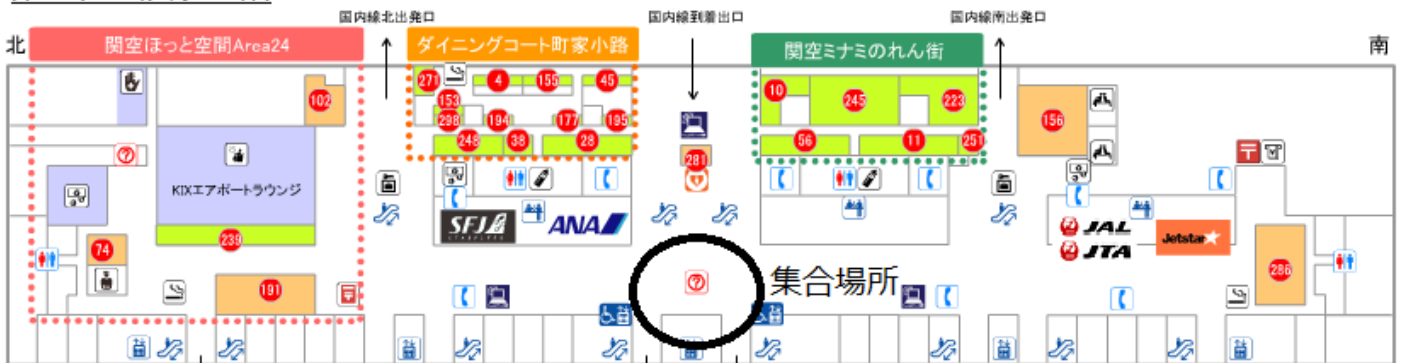 国内線北出発口
国内線到着出口
国内線南出発口
北
関空ほっと空間Area24
ダイニングコート町家小路
関空ミナミのれん街
南
271
4
155
45
102
153
10
245
223
298
194
177
195
156
248
38
28
281
56
11
251
KIXエアポートラウンジ
SFJ
ANA
JAL
JTA
Jetstar
74
239
191
286
集合場所